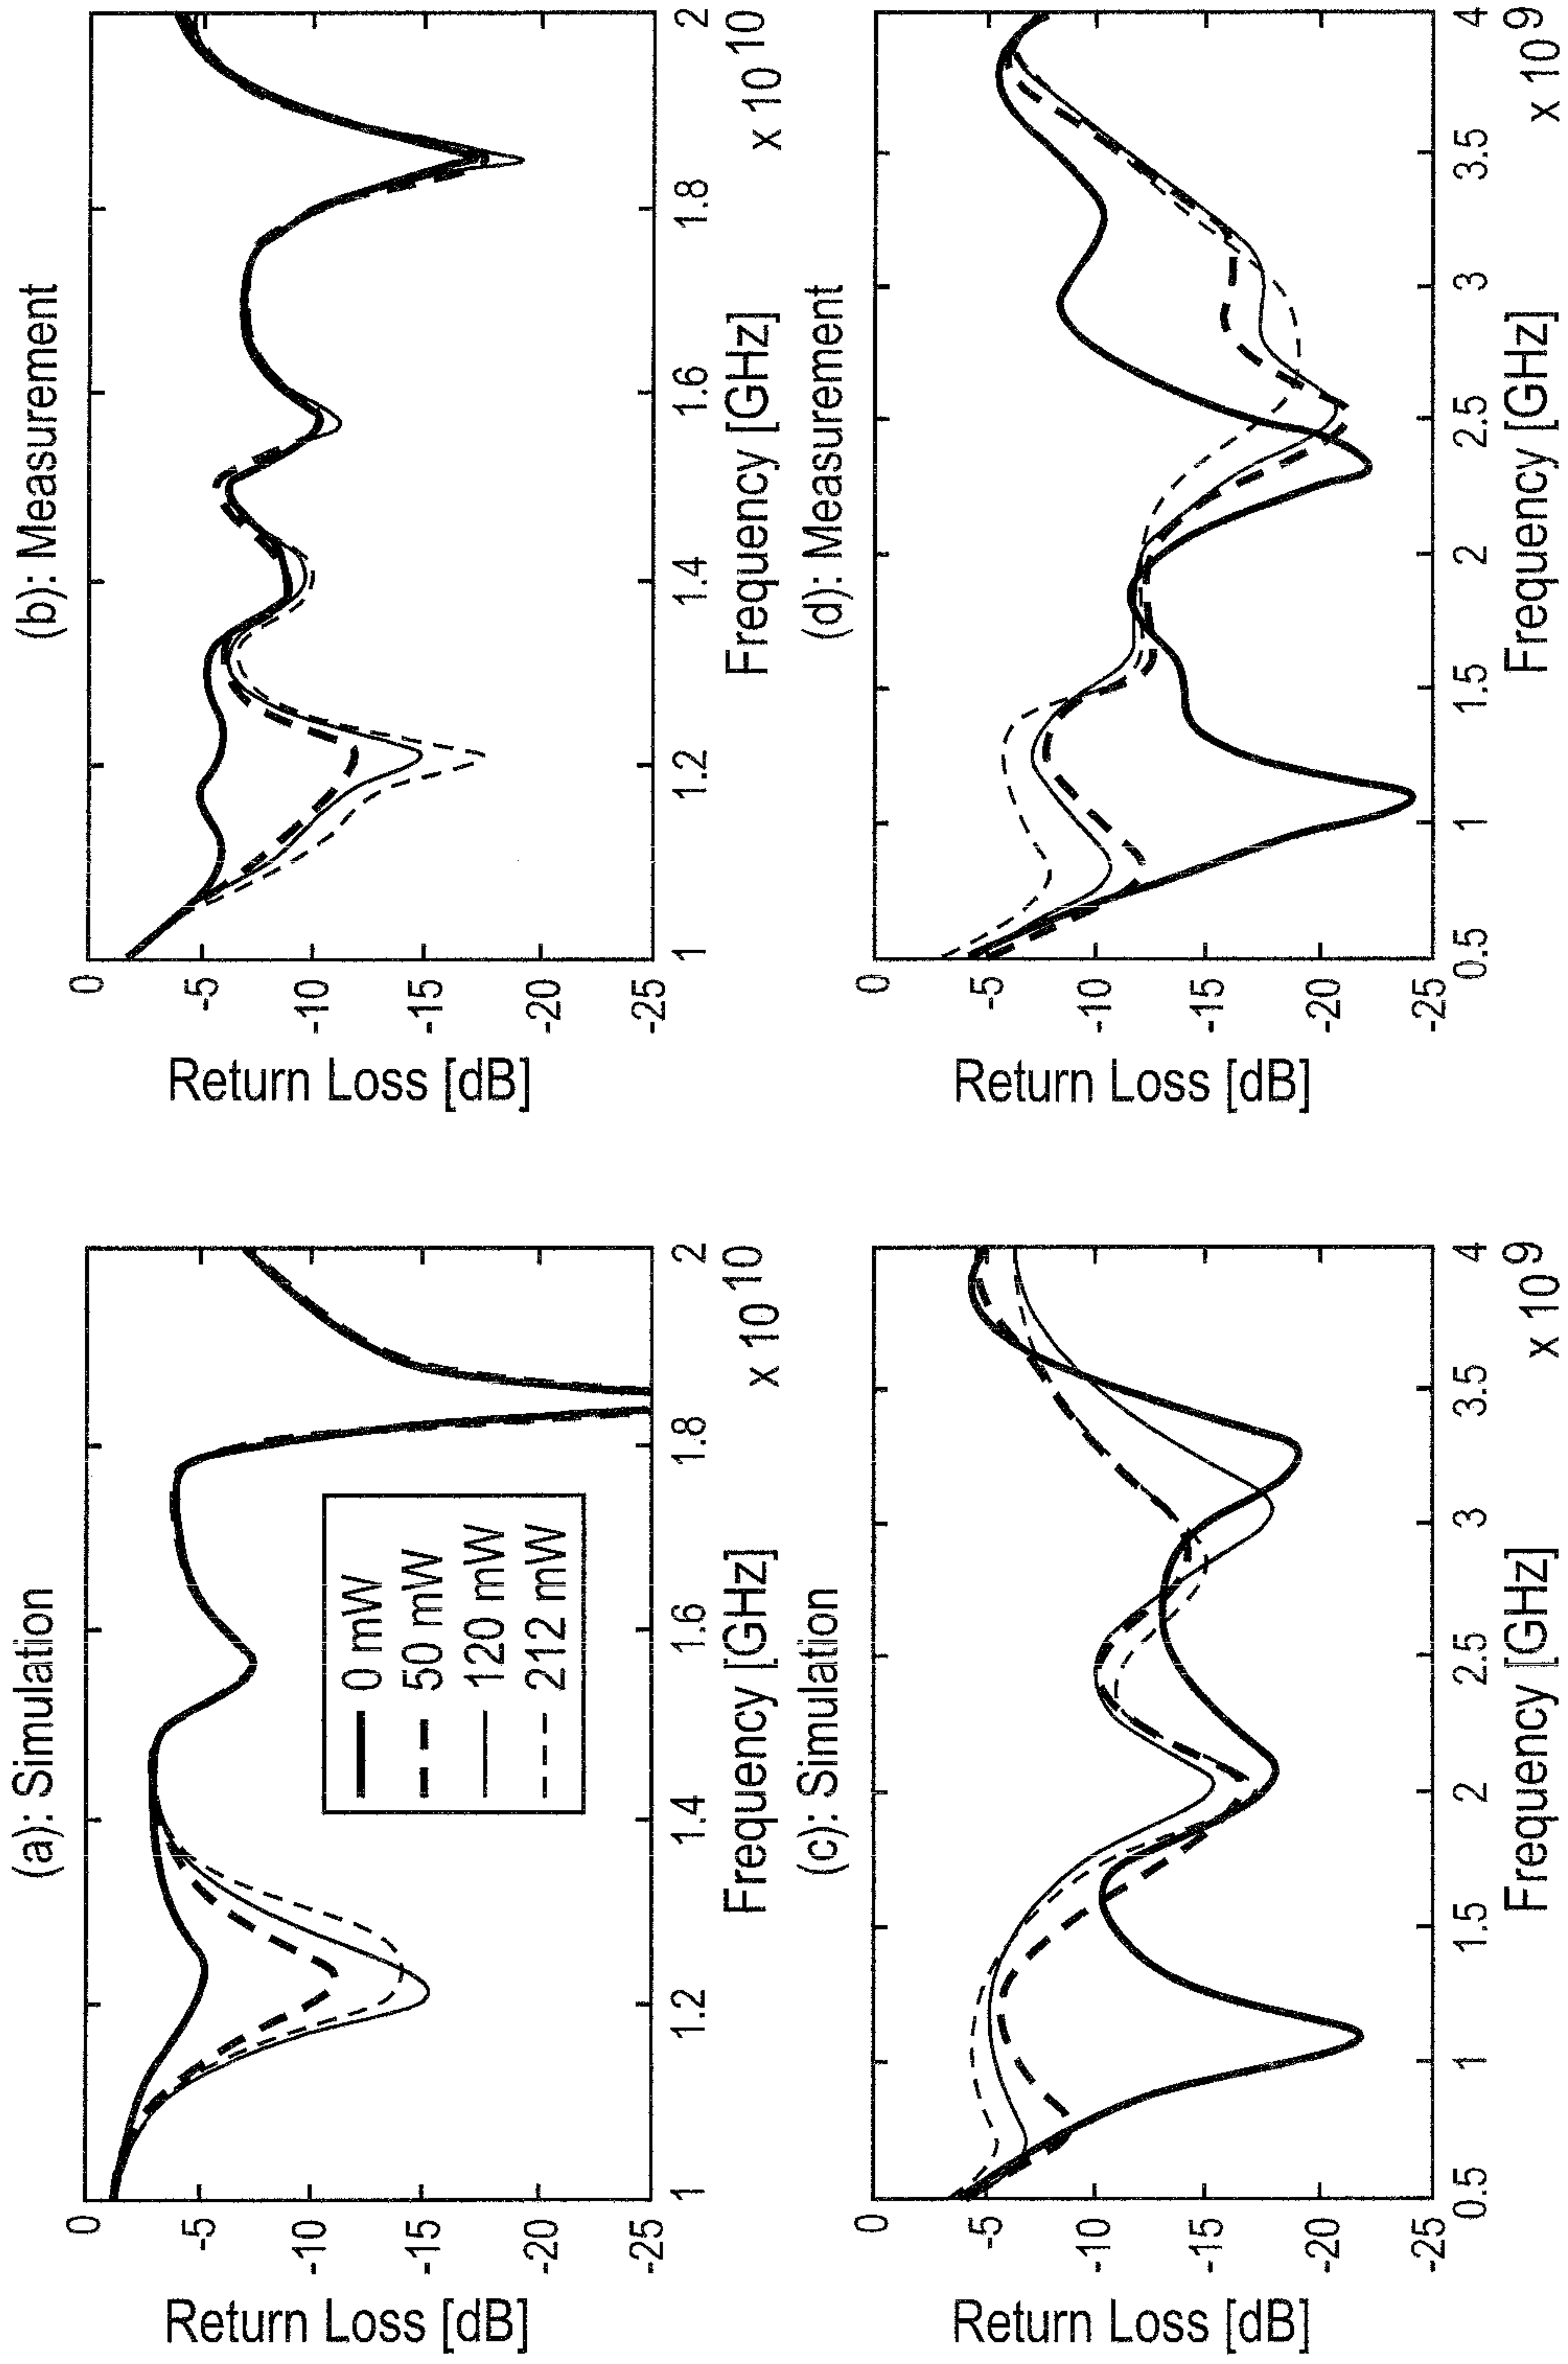 (a): Simulation
Return Loss [dB]
0
-5
-10
-15
-20
-25
0 mW
50 mW
120 mW
212 mW
1
1.2
1.4
1.6
1.8
2
Frequency [GHz]
x 10 10
(b): Measurement
Return Loss [dB]
0
-5
-10
-15
-20
-25
1
1.2
1.4
1.6
1.8
2
Frequency [GHz]
x 10 10
(c): Simulation
Return Loss [dB]
0
-5
-10
-15
-20
-25
0.5
1
1.5
2
2.5
3
3.5
4
Frequency [GHz]
x 10 9
(d): Measurement
Return Loss [dB]
0
-5
-10
-15
-20
-25
0.5
1
1.5
2
2.5
3
3.5
4
Frequency [GHz]
x 10 9